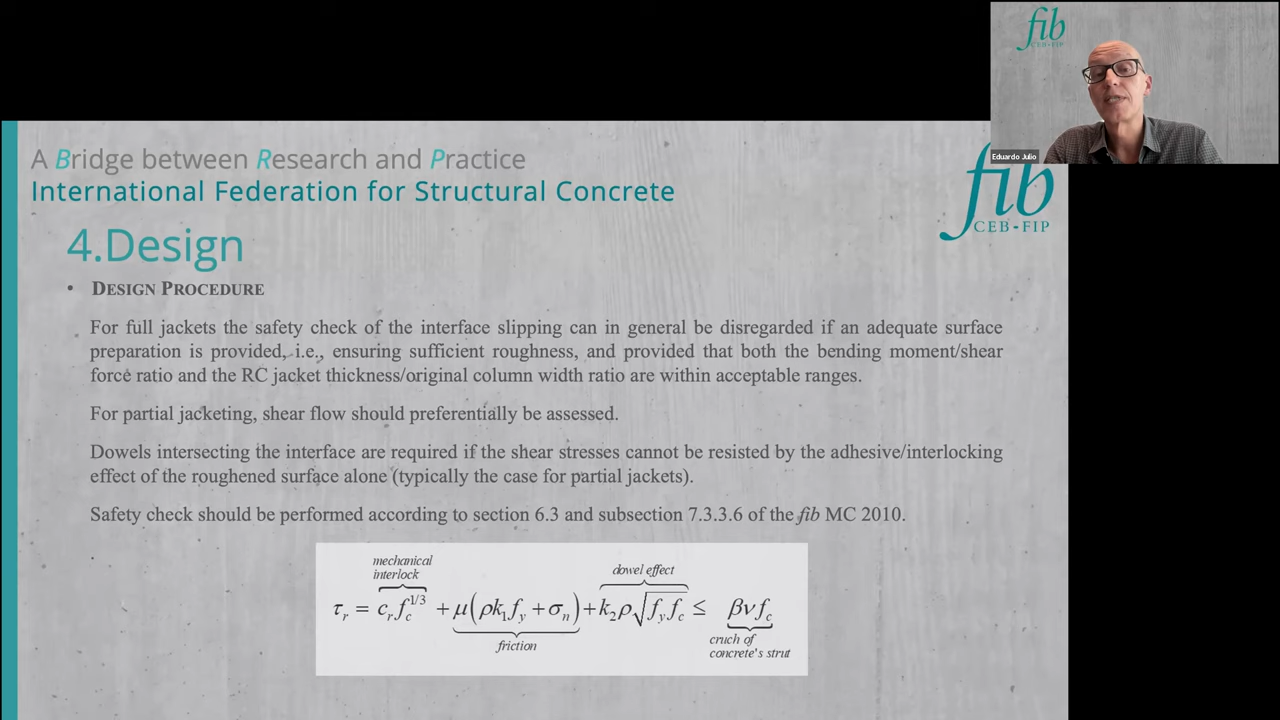 fib
CEB-FIP
Eduardo Julio
A Bridge between Research and Practice
International Federation for Structural Concrete
fib
CEB-FIP
4.Design
• DESIGN PROCEDURE
For full jackets the safety check of the interface slipping can in general be disregarded if an adequate surface
preparation is provided, i.e., ensuring sufficient roughness, and provided that both the bending moment/shear
force ratio and the RC jacket thickness/original column width ratio are within acceptable ranges.
For partial jacketing, shear flow should preferentially be assessed.
Dowels intersecting the interface are required if the shear stresses cannot be resisted by the adhesive/interlocking
effect of the roughened surface alone (typically the case for partial jackets).
Safety check should be performed according to section 6.3 and subsection 7.3.3.6 of the fib MC 2010.
mechanical
interlock
dowel effect
τr = cr fc^1/3 + μ(ρk1fy + σn) + k2ρ√(fyfc) ≤ βνfc
friction
cruch of
concrete's strut